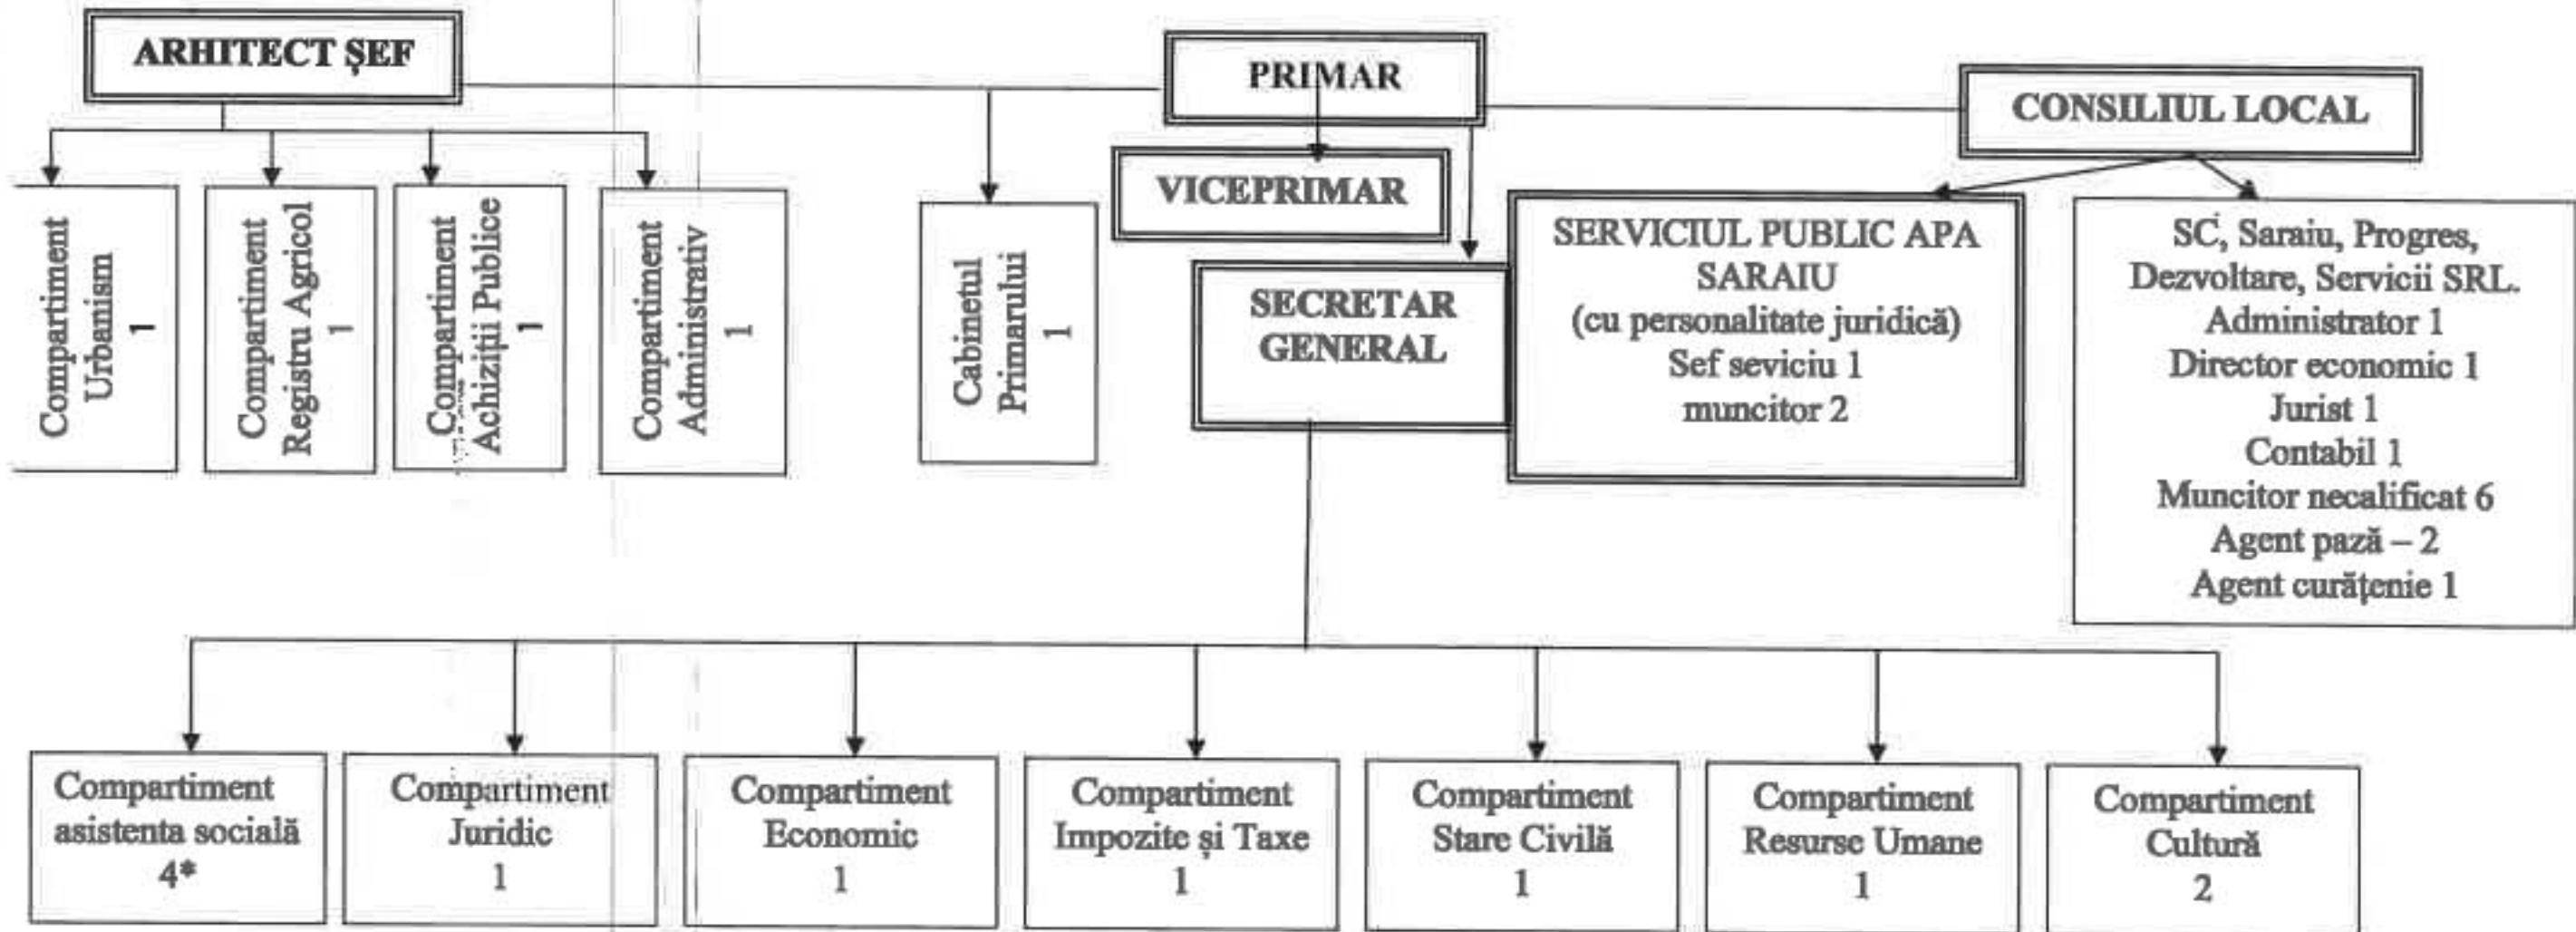 ARHITECT ȘEF
PRIMAR
CONSILIUL LOCAL
VICEPRIMAR
Compartiment
Urbanism
1
Compartiment
Registru Agricol
1
Compartiment
Achiziții Publice
1
Compartiment
Administrativ
1
Cabinetul
Primarului
1
SECRETAR
GENERAL
SERVICIUL PUBLIC APA
SARAIU
(cu personalitate juridică)
Sef seviciu 1
muncitor 2
SC, Saraiu, Progres,
Dezvoltare, Servicii SRL.
Administrator 1
Director economic 1
Jurist 1
Contabil 1
Muncitor necalificat 6
Agent pază – 2
Agent curățenie 1
Compartiment
asistenta socială
4*
Compartiment
Juridic
1
Compartiment
Economic
1
Compartiment
Impozite și Taxe
1
Compartiment
Stare Civilă
1
Compartiment
Resurse Umane
1
Compartiment
Cultură
2